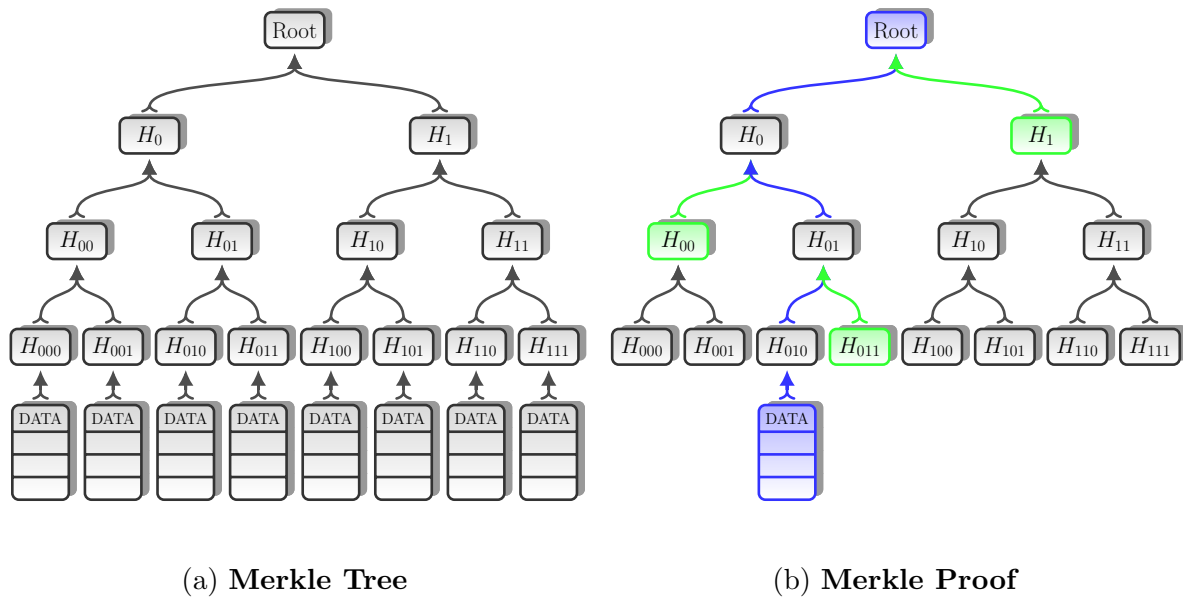 Root
H₀ H₁
H₀₀ H₀₁ H₁₀ H₁₁
H₀₀₀ H₀₀₁ H₀₁₀ H₀₁₁ H₁₀₀ H₁₀₁ H₁₁₀ H₁₁₁
DATA DATA DATA DATA DATA DATA DATA DATA
(a) Merkle Tree
Root
H₀ H₁
H₀₀ H₀₁ H₁₀ H₁₁
H₀₀₀ H₀₀₁ H₀₁₀ H₀₁₁ H₁₀₀ H₁₀₁ H₁₁₀ H₁₁₁
DATA
(b) Merkle Proof